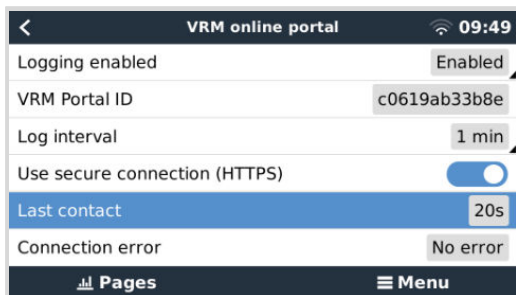 VRM online portal 09:49
Logging enabled Enabled
VRM Portal ID c0619ab33b8e
Log interval 1 min
Use secure connection (HTTPS)
Last contact 20s
Connection error No error
Pages Menu